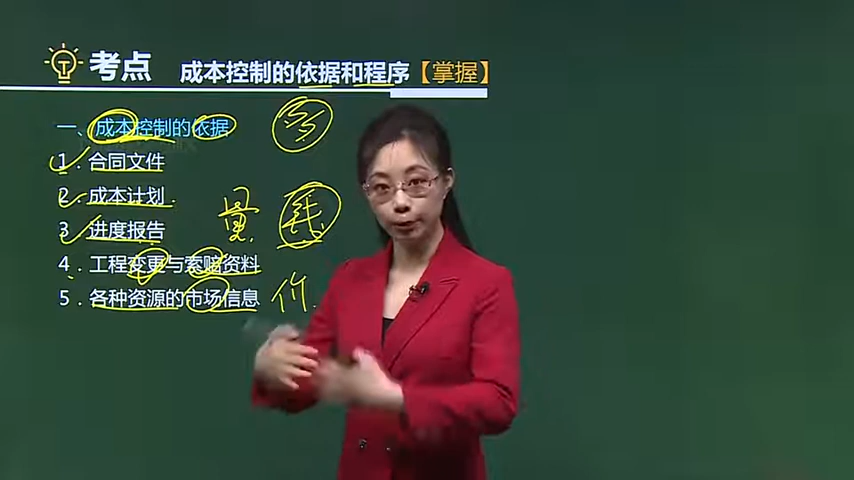 考点 成本控制的依据和程序【掌握】
一、成本控制的依据
1．合同文件
2．成本计划
3．进度报告 量 钱
4．工程变更与索赔资料
5．各种资源的市场信息 价